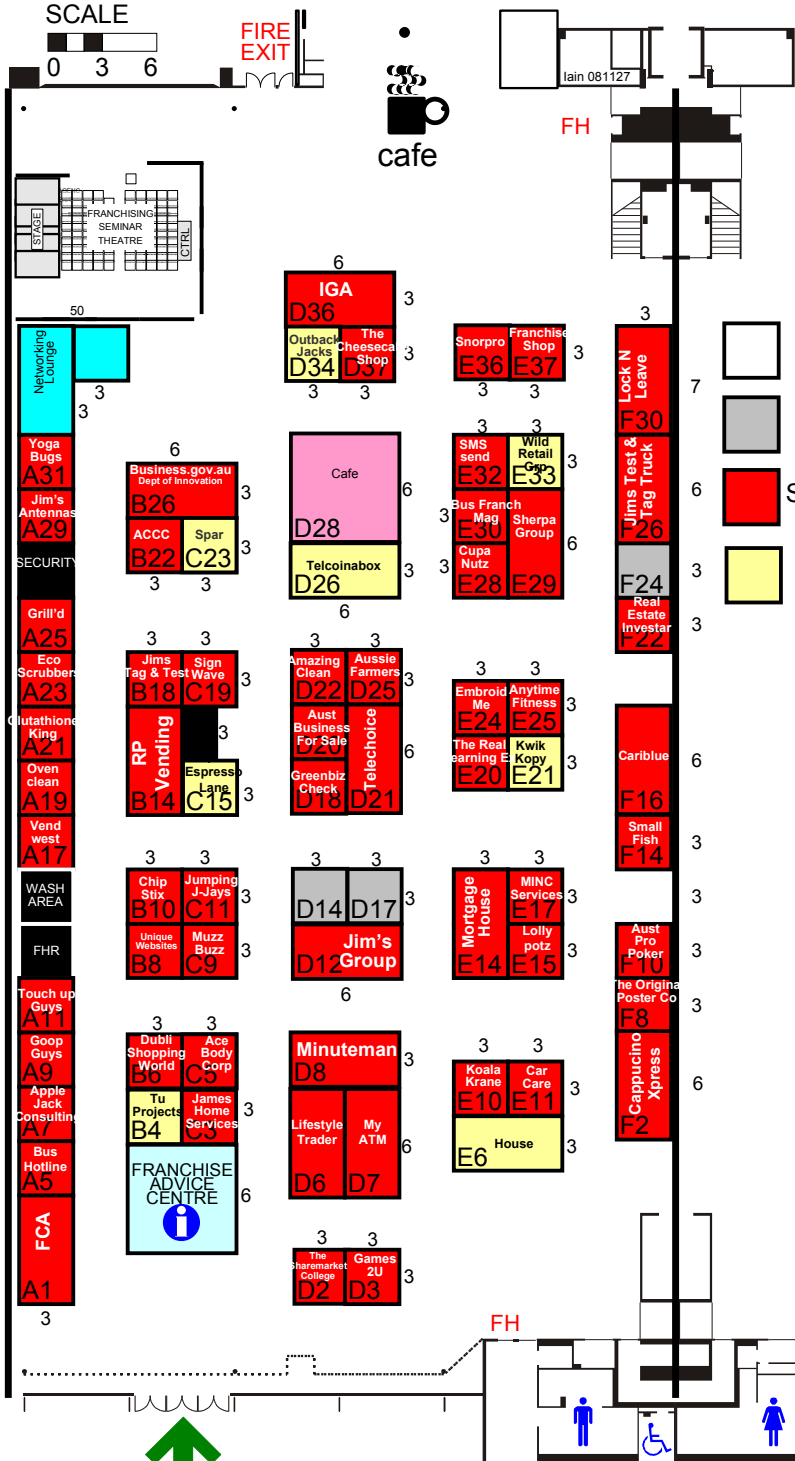 SCALE
0 3 6
FIRE
EXIT
cafe
Iain 081127
FH
STAGE
FRANCHISING
SEMINAR
THEATRE
CTRL
50
Networking
Lounge
3
3
Yoga
Bugs
A31
Jim's
Antennas
A29
SECURITY
Grill'd
A25
Eco
Scrubbers
A23
Glutathione
King
A21
Oven
clean
A19
Vend
west
A17
WASH
AREA
FHR
Touch up
Guys
A11
Goop
Guys
A9
Apple
Jack
Consulting
A7
Bus
Hotline
A5
FCA
A1
3
6
Business.gov.au
Dept of Innovation
B26
3
ACCC
B22
Spar
C23
3
3 3
3 3
Jims
Tag & Test
B18
Sign
Wave
C19
3
RP
Vending
B14
3
Espresso
Lane
C15
3
3 3
Chip
Stix
B10
Jumping
J-Jays
C11
3
Unique
Websites
B8
Muzz
Buzz
C9
3
3 3
Dubli
Shopping
World
B6
Ace
Body
Corp
C5
Tu
Projects
B4
James
Home
Services
C3
3
FRANCHISE
ADVICE
CENTRE
i
6
6
IGA
D36
3
Outback
Jacks
D34
The
Cheesecake
Shop
D37
3
3 3
Cafe
D28
6
Telcoinabox
D26
3
6
3 3
Amazing
Clean
D22
Aussie
Farmers
D25
3
Aust
Business
For Sale
D20
Greenbiz
Check
D18
Telechoice
D21
6
3 3
D14
D17
3
Jim's
Group
D12
6
Minuteman
D8
3
Lifestyle
Trader
D6
My
ATM
D7
6
3 3
The
Sharemarket
College
D2
Games
2U
D3
3
Snorpro
E36
Franchise
Shop
E37
3
3 3
3 3
SMS
send
E32
Wild
Retail
Grp
E33
3
3
Bus Franch
Mag
E30
Sherpa
Group
E29
6
3
Cupa
Nutz
E28
3 3
Embroid
Me
E24
Anytime
Fitness
E25
3
The Real
Learning Ex
E20
Kwik
Kopy
E21
3
3 3
Mortgage
House
E14
MINC
Services
E17
3
Lolly
potz
E15
3
3 3
Koala
Krane
E10
Car
Care
E11
3
House
E6
3
3
Lock N
Leave
F30
7
Jims Test &
Tag Truck
F26
6
F24
3
Real
Estate
Investar
F22
3
Cariblue
F16
6
Small
Fish
F14
3
3
Aust
Pro
Poker
F10
3
The Original
Poster Co
F8
3
Cappucino
Xpress
F2
6
S
FH